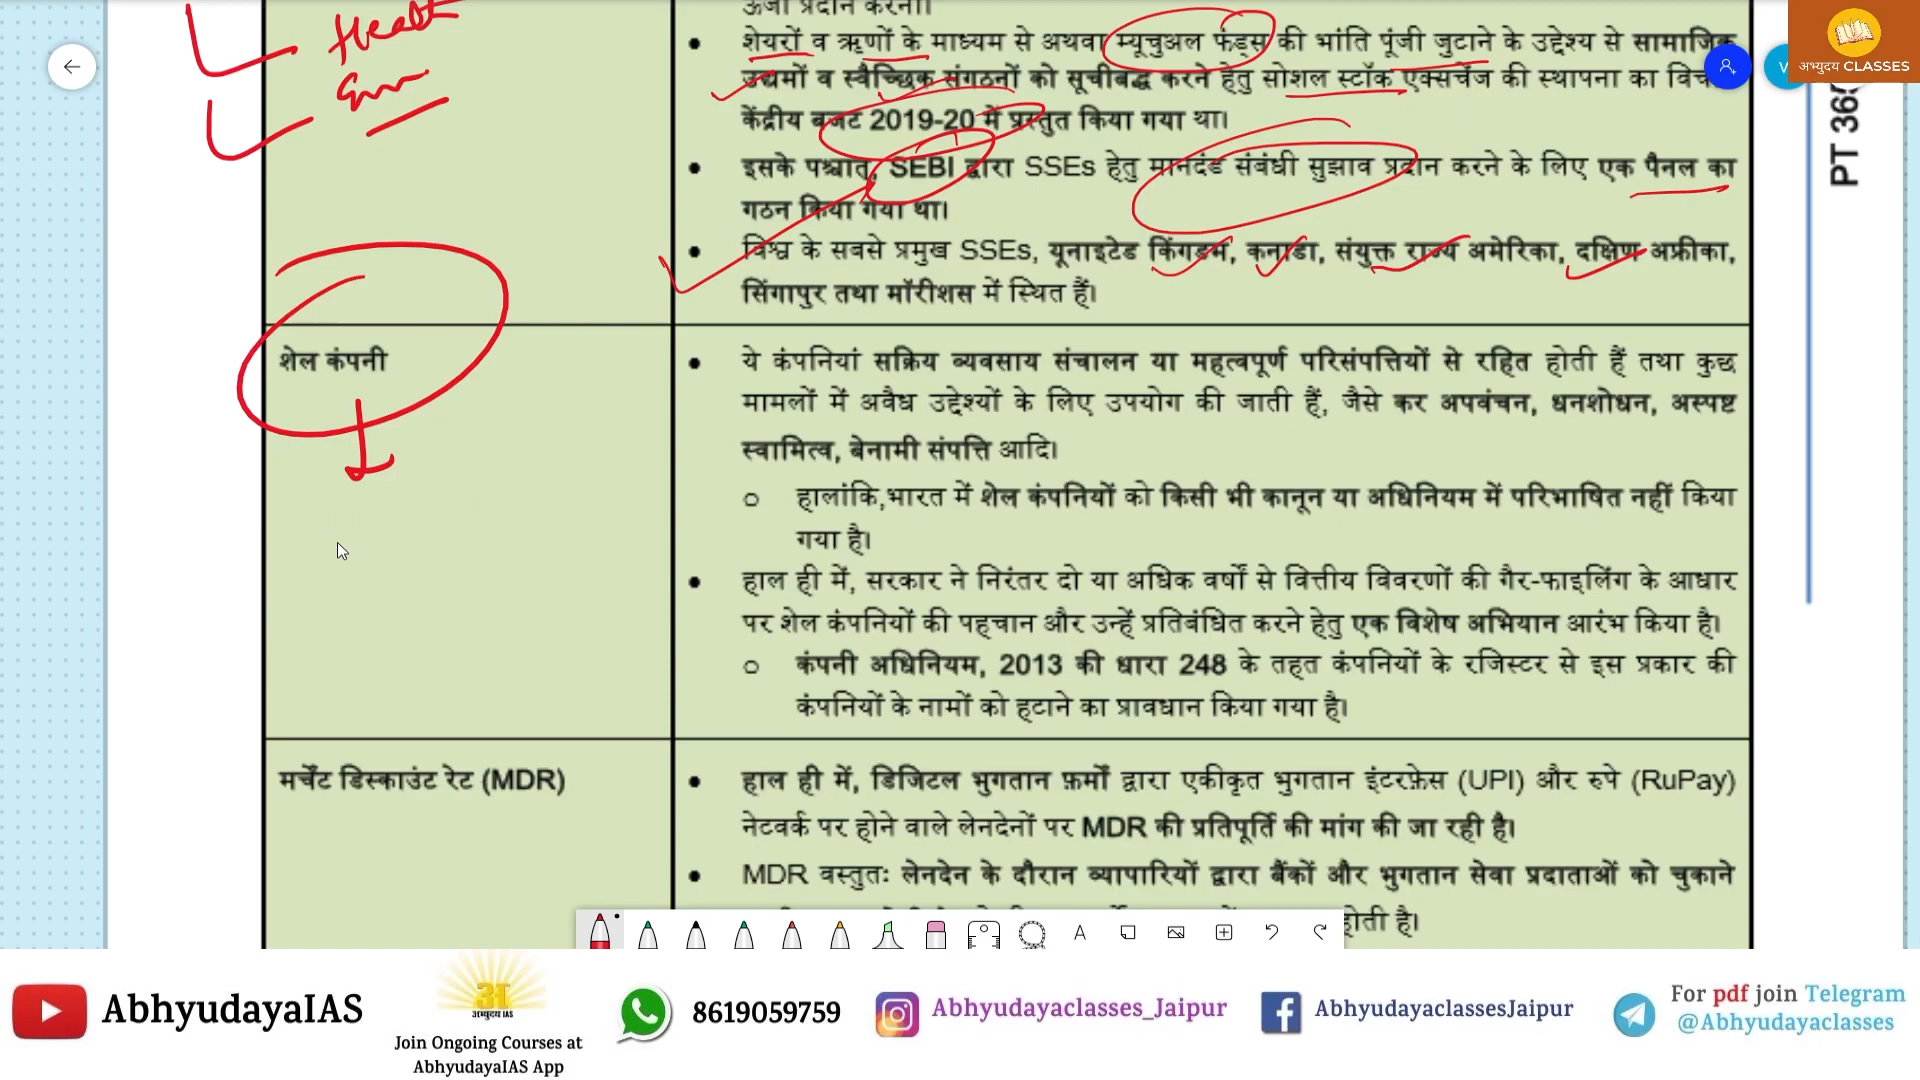 Health
ऊर्जा प्रदान करना।
अभ्युदय CLASSES
• शेयरों व ऋणों के माध्यम से अथवा म्यूचुअल फंड्स की भांति पूंजी जुटाने के उद्देश्य से सामाजिक
उद्यमों व स्वैच्छिक संगठनों को सूचीबद्ध करने हेतु सोशल स्टॉक एक्सचेंज की स्थापना का
केंद्रीय बजट 2019-20 में प्रस्तुत किया गया था।
PT 365
• इसके पश्चात, SEBI द्वारा SSEs हेतु मानदंड संबंधी सुझाव प्रदान करने के लिए एक पैनल का
गठन किया गया था।
• विश्व के सबसे प्रमुख SSEs, यूनाइटेड किंगडम, कनाडा, संयुक्त राज्य अमेरिका, दक्षिण अफ्रीका,
सिंगापुर तथा मॉरीशस में स्थित हैं।
शेल कंपनी
• ये कंपनियां सक्रिय व्यवसाय संचालन या महत्वपूर्ण परिसंपत्तियों से रहित होती हैं तथा कुछ
मामलों में अवैध उद्देश्यों के लिए उपयोग की जाती हैं, जैसे कर अपवंचन, धनशोधन, अस्पष्ट
स्वामित्व, बेनामी संपत्ति आदि।
o हालांकि,भारत में शेल कंपनियों को किसी भी कानून या अधिनियम में परिभाषित नहीं किया
गया है।
• हाल ही में, सरकार ने निरंतर दो या अधिक वर्षों से वित्तीय विवरणों की गैर-फाइलिंग के आधार
पर शेल कंपनियों की पहचान और उन्हें प्रतिबंधित करने हेतु एक विशेष अभियान आरंभ किया है।
o कंपनी अधिनियम, 2013 की धारा 248 के तहत कंपनियों के रजिस्टर से इस प्रकार की
कंपनियों के नामों को हटाने का प्रावधान किया गया है।
मर्चेंट डिस्काउंट रेट (MDR)
• हाल ही में, डिजिटल भुगतान फ़र्मों द्वारा एकीकृत भुगतान इंटरफ़ेस (UPI) और रुपे (RuPay)
नेटवर्क पर होने वाले लेनदेनों पर MDR की प्रतिपूर्ति की मांग की जा रही है।
• MDR वस्तुतः लेनदेन के दौरान व्यापारियों द्वारा बैंकों और भुगतान सेवा प्रदाताओं को चुकाने
होती है।
AbhyudayaIAS
अभ्युदय IAS
Join Ongoing Courses at
AbhyudayaIAS App
8619059759
Abhyudayaclasses_Jaipur
AbhyudayaclassesJaipur
For pdf join Telegram
@Abhyudayaclasses